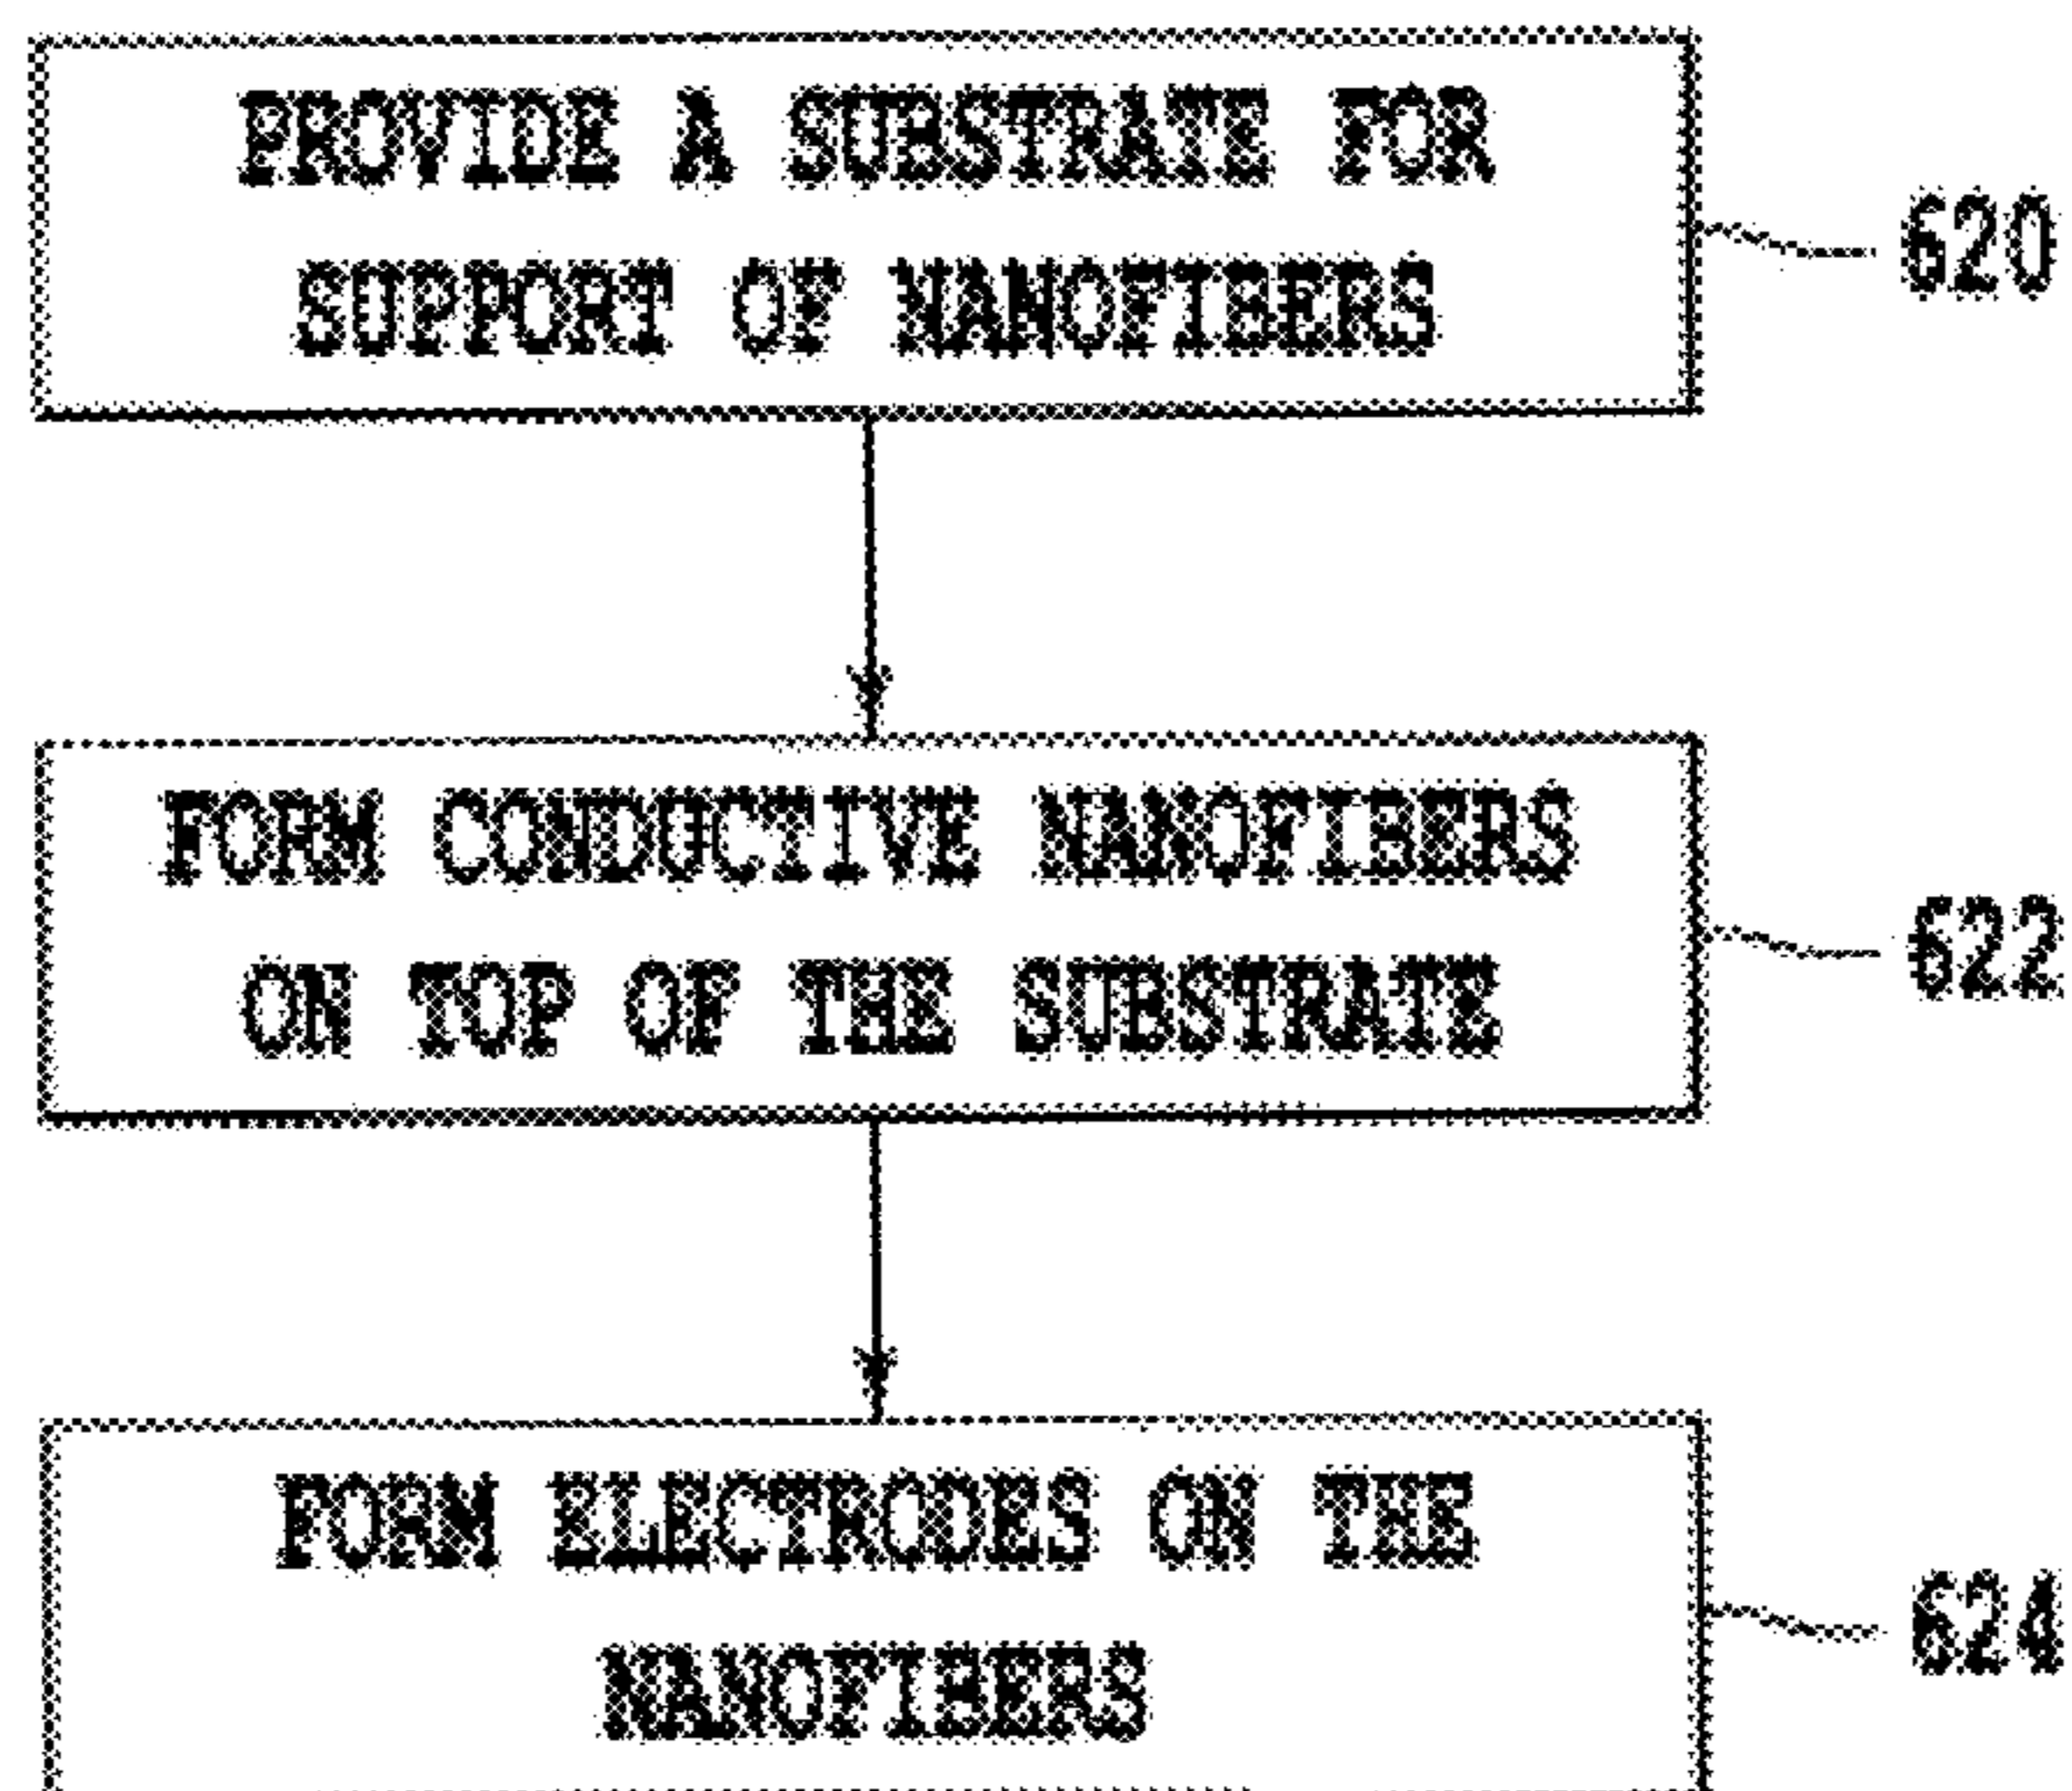 PROVIDE A SUBSTRATE FOR
SUPPORT OF NANOFIBERS
620
FORM CONDUCTIVE NANOFIBERS
ON TOP OF THE SUBSTRATE
622
FORM ELECTRODES ON THE
NANOFIBERS
624